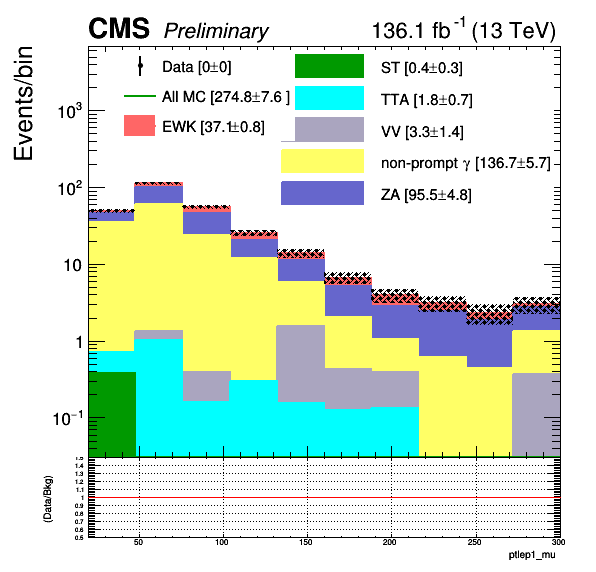 CMS Preliminary 136.1 fb⁻¹ (13 TeV)
Events/bin
Data [0±0]
All MC [274.8±7.6 ]
EWK [37.1±0.8]
ST [0.4±0.3]
TTA [1.8±0.7]
VV [3.3±1.4]
non-prompt γ [136.7±5.7]
ZA [95.5±4.8]
10³
10²
10
1
10⁻¹
(Data/Bkg)
1.5
1.4
1.3
1.2
1.1
1
0.9
0.8
0.7
0.6
0.5
50 100 150 200 250 300
ptlep1_mu